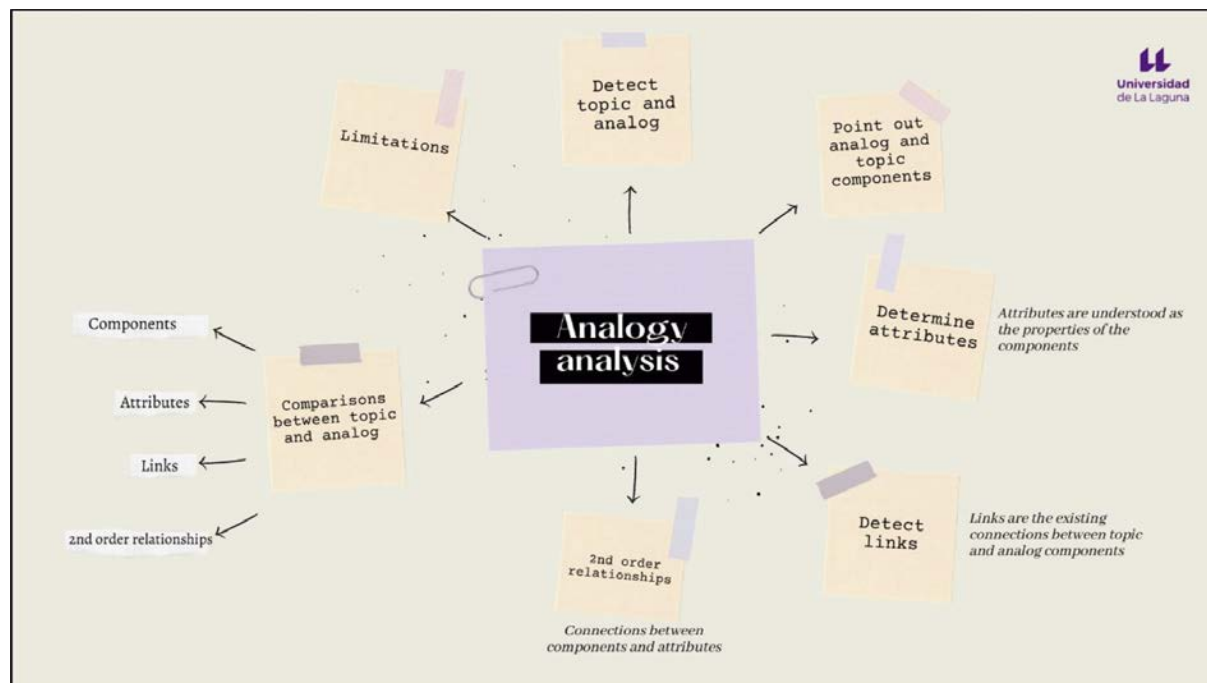 Universidad
de La Laguna
Detect
topic and
analog
Limitations
Point out
analog and
topic
components
Analogy
analysis
Determine
attributes
Attributes are understood as
the properties of the
components
Detect
links
Links are the existing
connections between topic
and analog components
2nd order
relationships
Connections between
components and attributes
Comparisons
between topic
and analog
Components
Attributes
Links
2nd order relationships